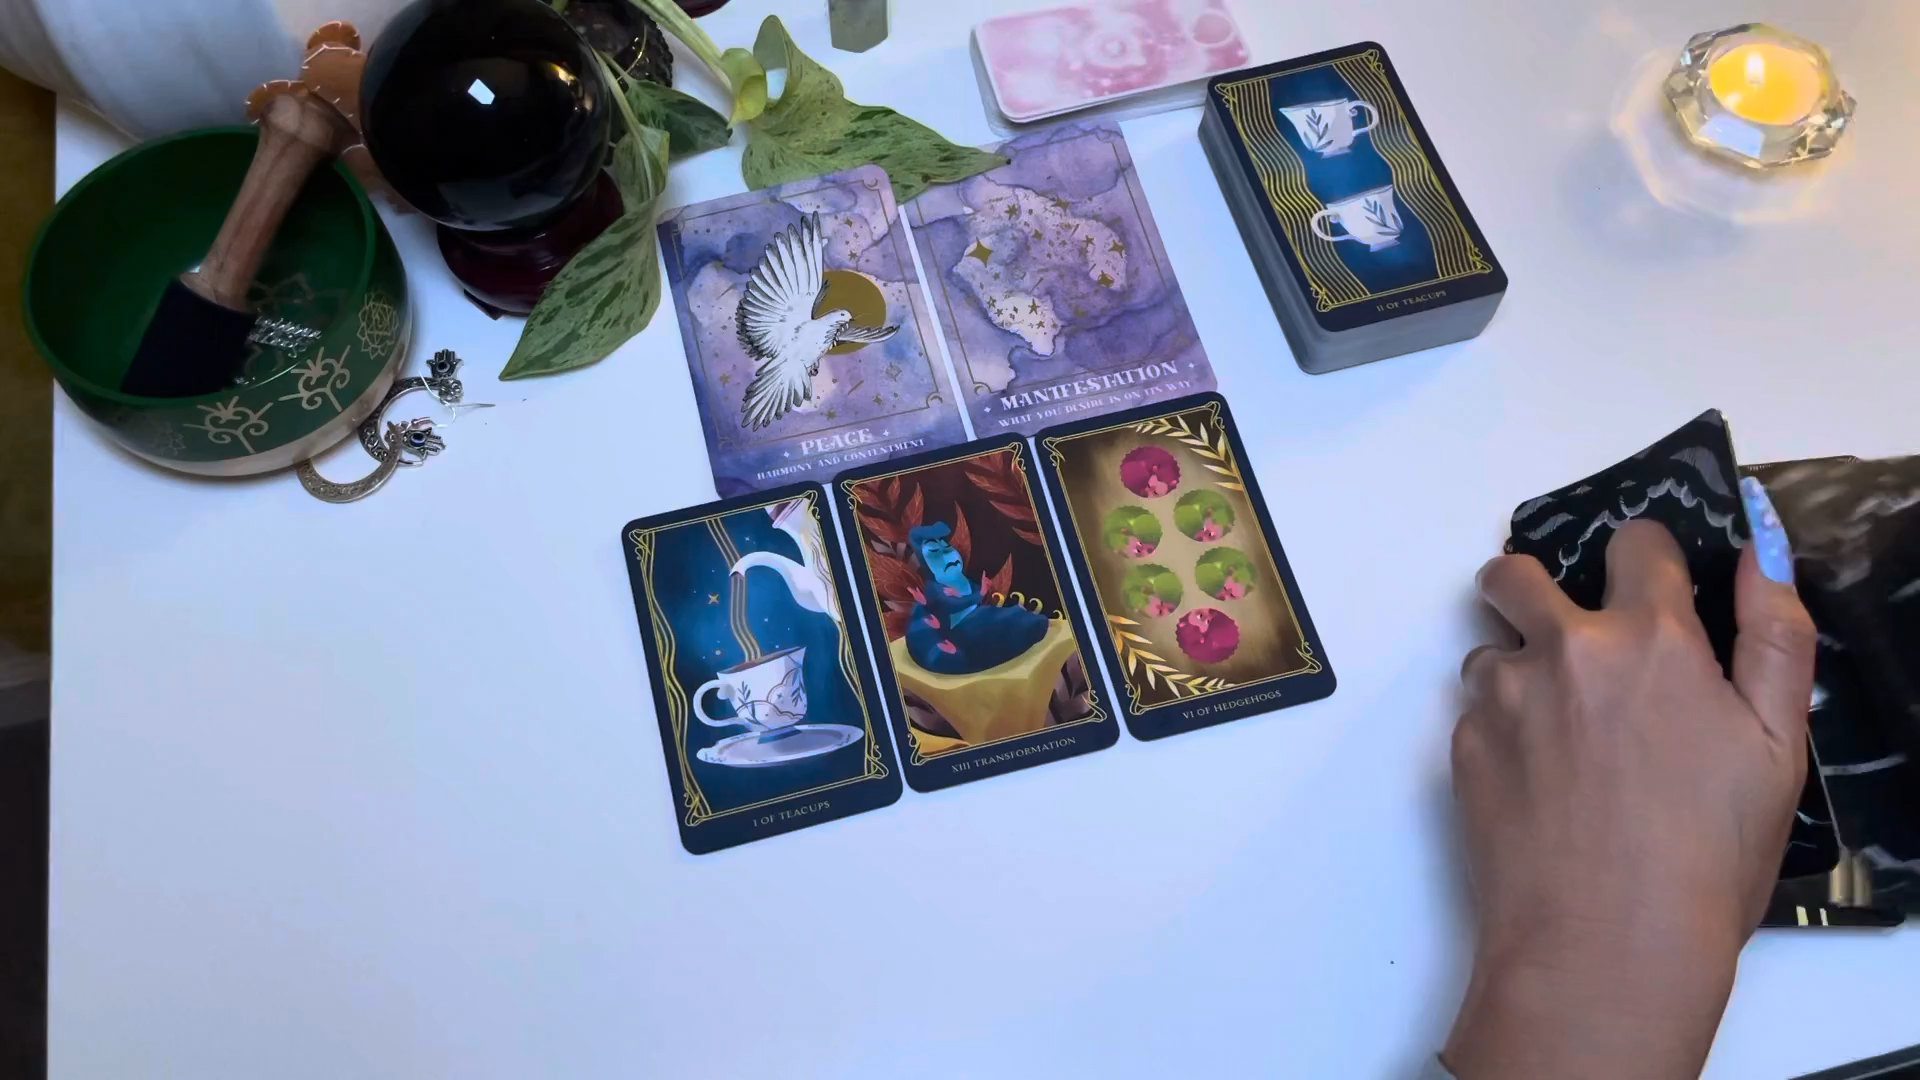 PEACE
HARMONY AND CONTENTMENT
MANIFESTATION
WHAT YOU DESIRE IS ON ITS WAY
II OF TEACUPS
I OF TEACUPS
XIII TRANSFORMATION
VI OF HEDGEHOGS